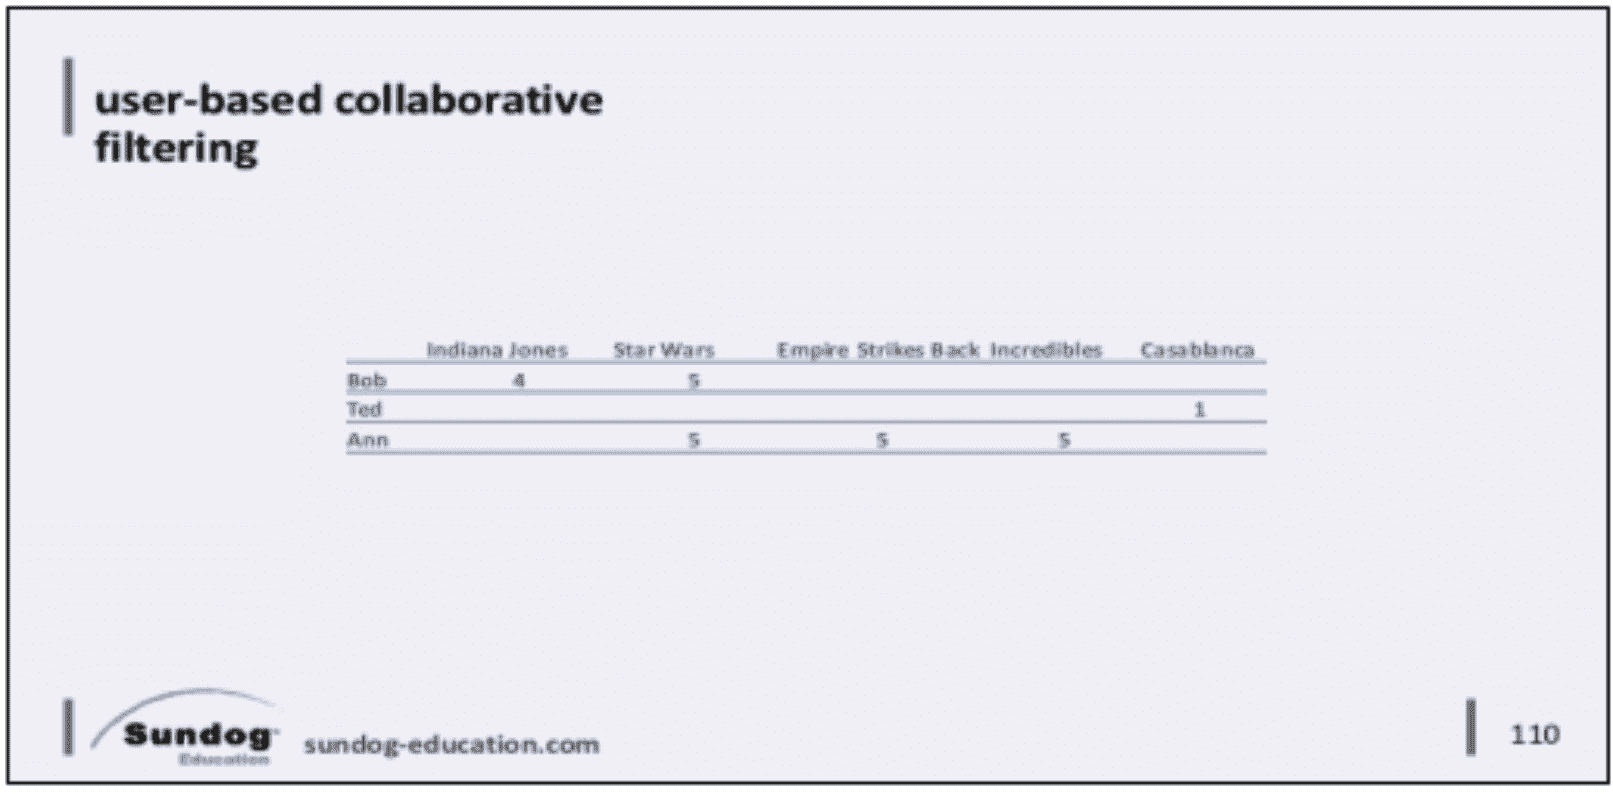 user-based collaborative
filtering
Indiana Jones Star Wars Empire Strikes Back Incredibles Casablanca
Bob 4 5
Ted 1
Ann 5 5 5
Sundog
Education
sundog-education.com
110